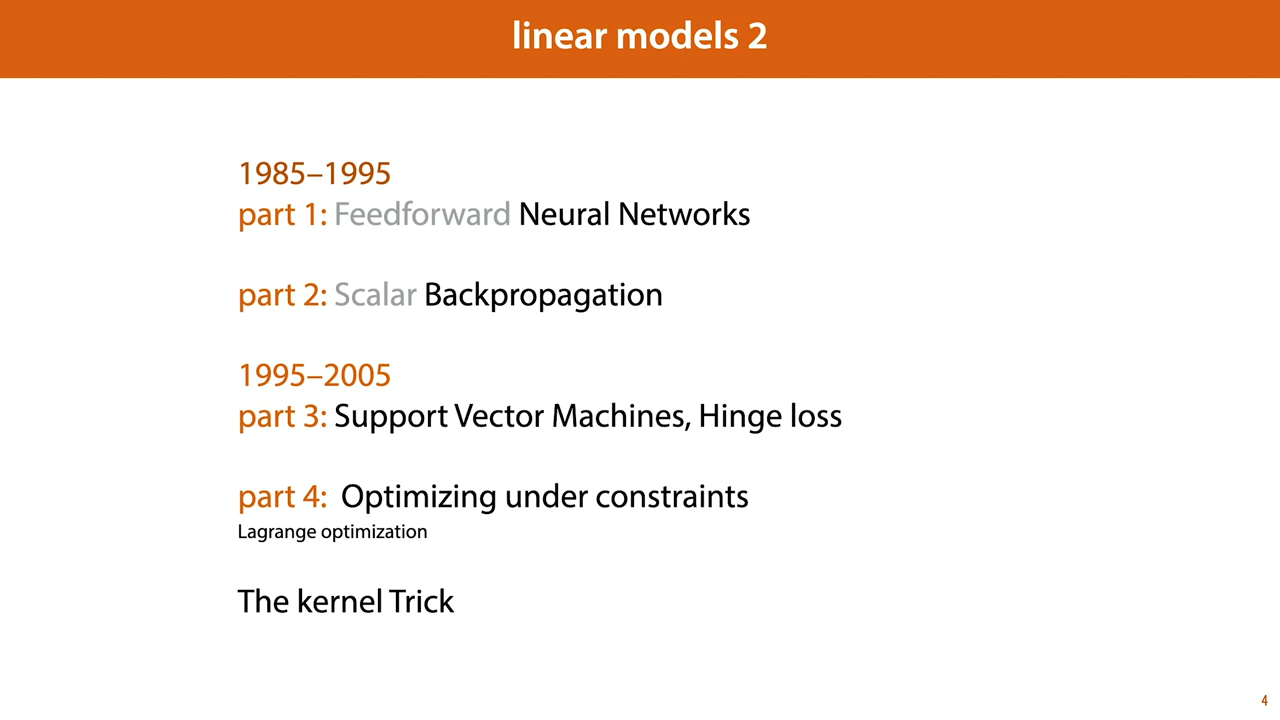 linear models 2
1985–1995
part 1: Feedforward Neural Networks
part 2: Scalar Backpropagation
1995–2005
part 3: Support Vector Machines, Hinge loss
part 4: Optimizing under constraints
Lagrange optimization
The kernel Trick
4